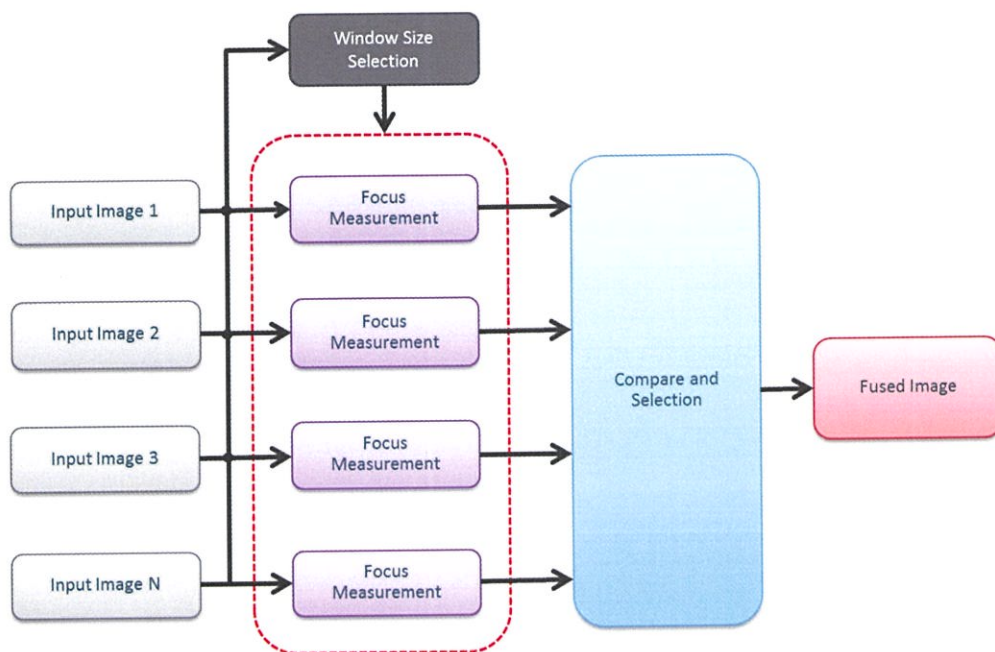 Window Size
Selection
Input Image 1
Focus
Measurement
Input Image 2
Focus
Measurement
Compare and
Selection
Fused Image
Input Image 3
Focus
Measurement
Input Image N
Focus
Measurement